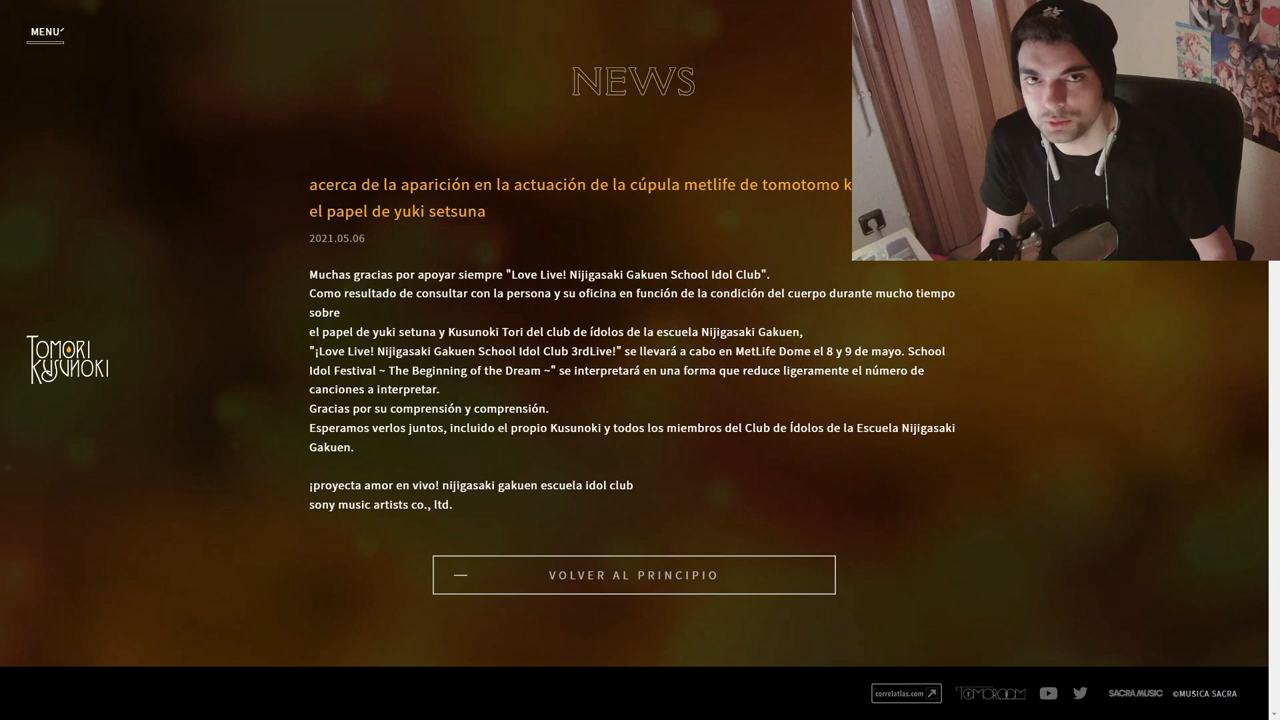 MENU
NEWS
acerca de la aparición en la actuación de la cúpula metlife de tomotomo k
el papel de yuki setsuna
2021.05.06
Muchas gracias por apoyar siempre "Love Live! Nijigasaki Gakuen School Idol Club".
Como resultado de consultar con la persona y su oficina en función de la condición del cuerpo durante mucho tiempo
sobre
el papel de yuki setuna y Kusunoki Tori del club de ídolos de la escuela Nijigasaki Gakuen,
"¡Love Live! Nijigasaki Gakuen School Idol Club 3rdLive!" se llevará a cabo en MetLife Dome el 8 y 9 de mayo. School
Idol Festival ~ The Beginning of the Dream ~" se interpretará en una forma que reduce ligeramente el número de
canciones a interpretar.
Gracias por su comprensión y comprensión.
Esperamos verlos juntos, incluido el propio Kusunoki y todos los miembros del Club de Ídolos de la Escuela Nijigasaki
Gakuen.
¡proyecta amor en vivo! nijigasaki gakuen escuela idol club
sony music artists co., ltd.
TOMORI
KUSUNOKI
VOLVER AL PRINCIPIO
correlatlas.com
TOMOROOM
SACRA MUSIC
©MUSICA SACRA